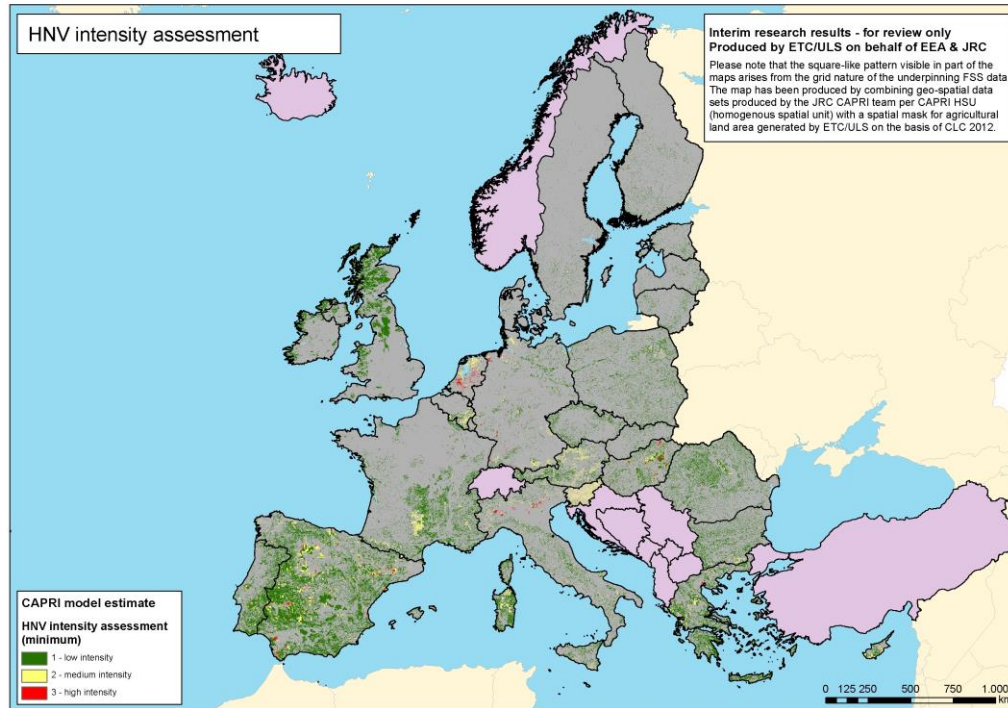 HNV intensity assessment
Interim research results - for review only
Produced by ETC/ULS on behalf of EEA & JRC
Please note that the square-like pattern visible in part of the
maps arises from the grid nature of the underpinning FSS data
The map has been produced by combining geo-spatial data
sets produced by the JRC CAPRI team per CAPRI HSU
(homogenous spatial unit) with a spatial mask for agricultural
land area generated by ETC/ULS on the basis of CLC 2012.
CAPRI model estimate
HNV intensity assessment
(minimum)
1 - low intensity
2 - medium intensity
3 - high intensity
0 125 250 500 750 1.000
km